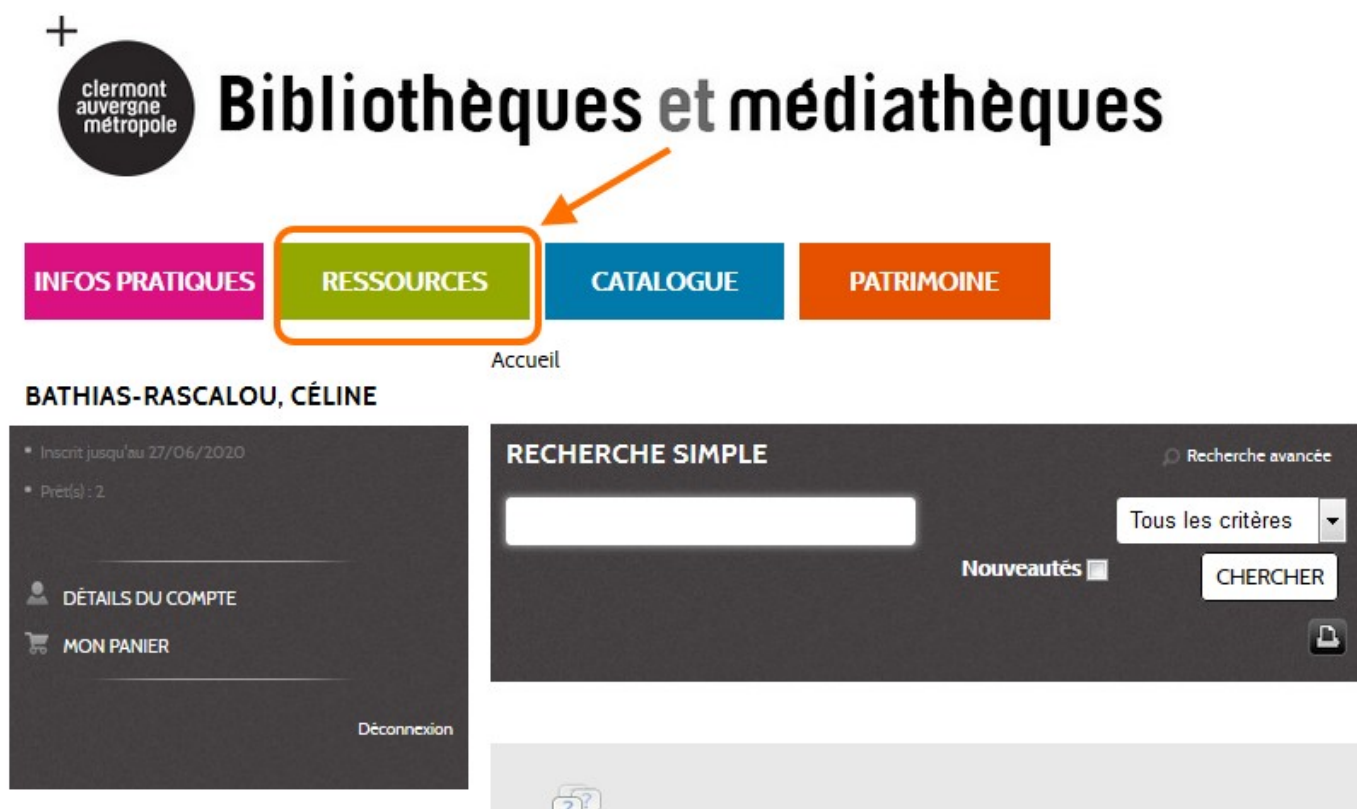 clermont
auvergne
métropole
Bibliothèques et médiathèques
INFOS PRATIQUES
RESSOURCES
CATALOGUE
PATRIMOINE
Accueil
BATHIAS-RASCALOU, CÉLINE
Inscrit jusqu'au 27/06/2020
Prêt(s) : 2
DÉTAILS DU COMPTE
MON PANIER
Déconnexion
RECHERCHE SIMPLE
Recherche avancée
Tous les critères
Nouveautés
CHERCHER